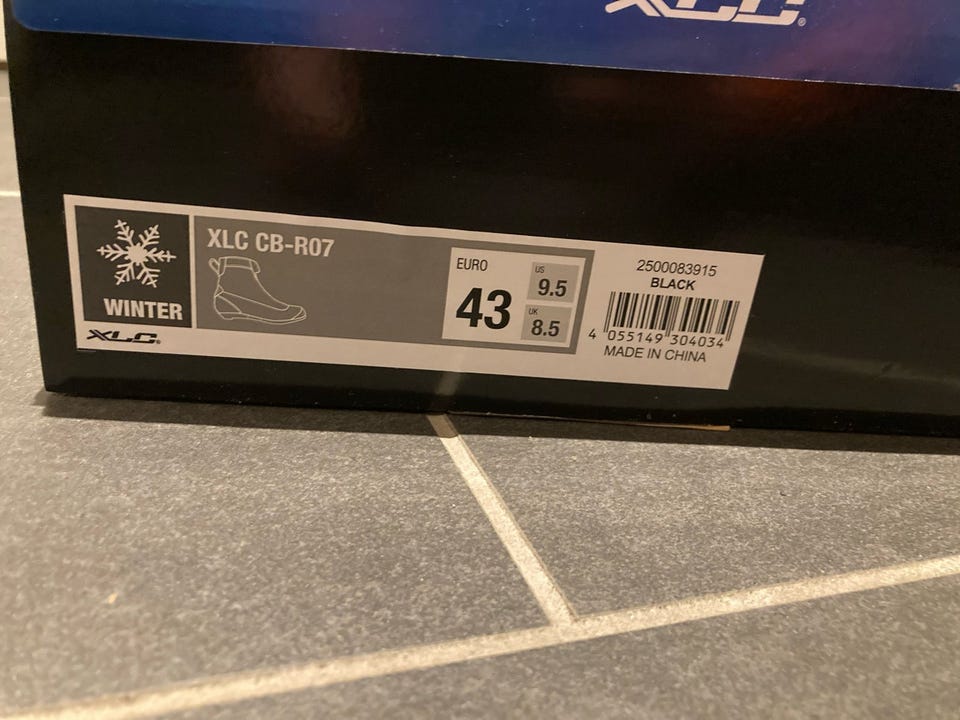 XLC®
WINTER
XLC®
XLC CB-R07
EURO
43
US
9.5
UK
8.5
2500083915
BLACK
4 055149 304034
MADE IN CHINA